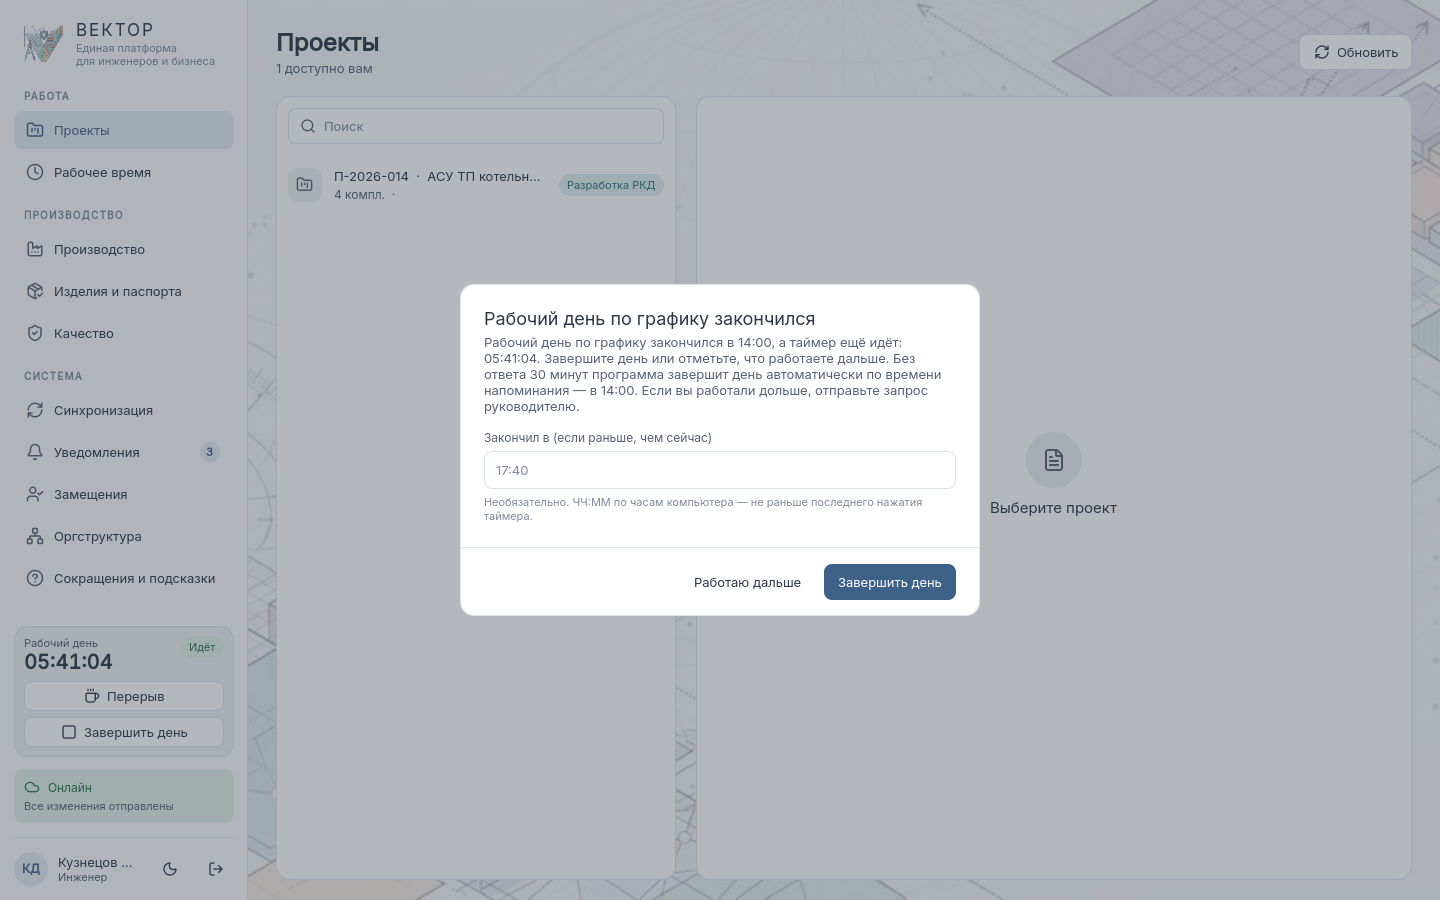 ВЕКТОР
Единая платформа
для инженеров и бизнеса
РАБОТА
Проекты
Рабочее время
ПРОИЗВОДСТВО
Производство
Изделия и паспорта
Качество
СИСТЕМА
Синхронизация
Уведомления 3
Замещения
Оргструктура
Сокращения и подсказки
Рабочий день
Идёт
05:41:04
Перерыв
Завершить день
Онлайн
Все изменения отправлены
КД
Кузнецов ...
Инженер
Проекты
1 доступно вам
Обновить
Поиск
П-2026-014 · АСУ ТП котельн...
4 компл. ·
Разработка РКД
Выберите проект
Рабочий день по графику закончился
Рабочий день по графику закончился в 14:00, а таймер ещё идёт:
05:41:04. Завершите день или отметьте, что работаете дальше. Без
ответа 30 минут программа завершит день автоматически по времени
напоминания — в 14:00. Если вы работали дольше, отправьте запрос
руководителю.
Закончил в (если раньше, чем сейчас)
17:40
Необязательно. ЧЧ:ММ по часам компьютера — не раньше последнего нажатия
таймера.
Работаю дальше
Завершить день